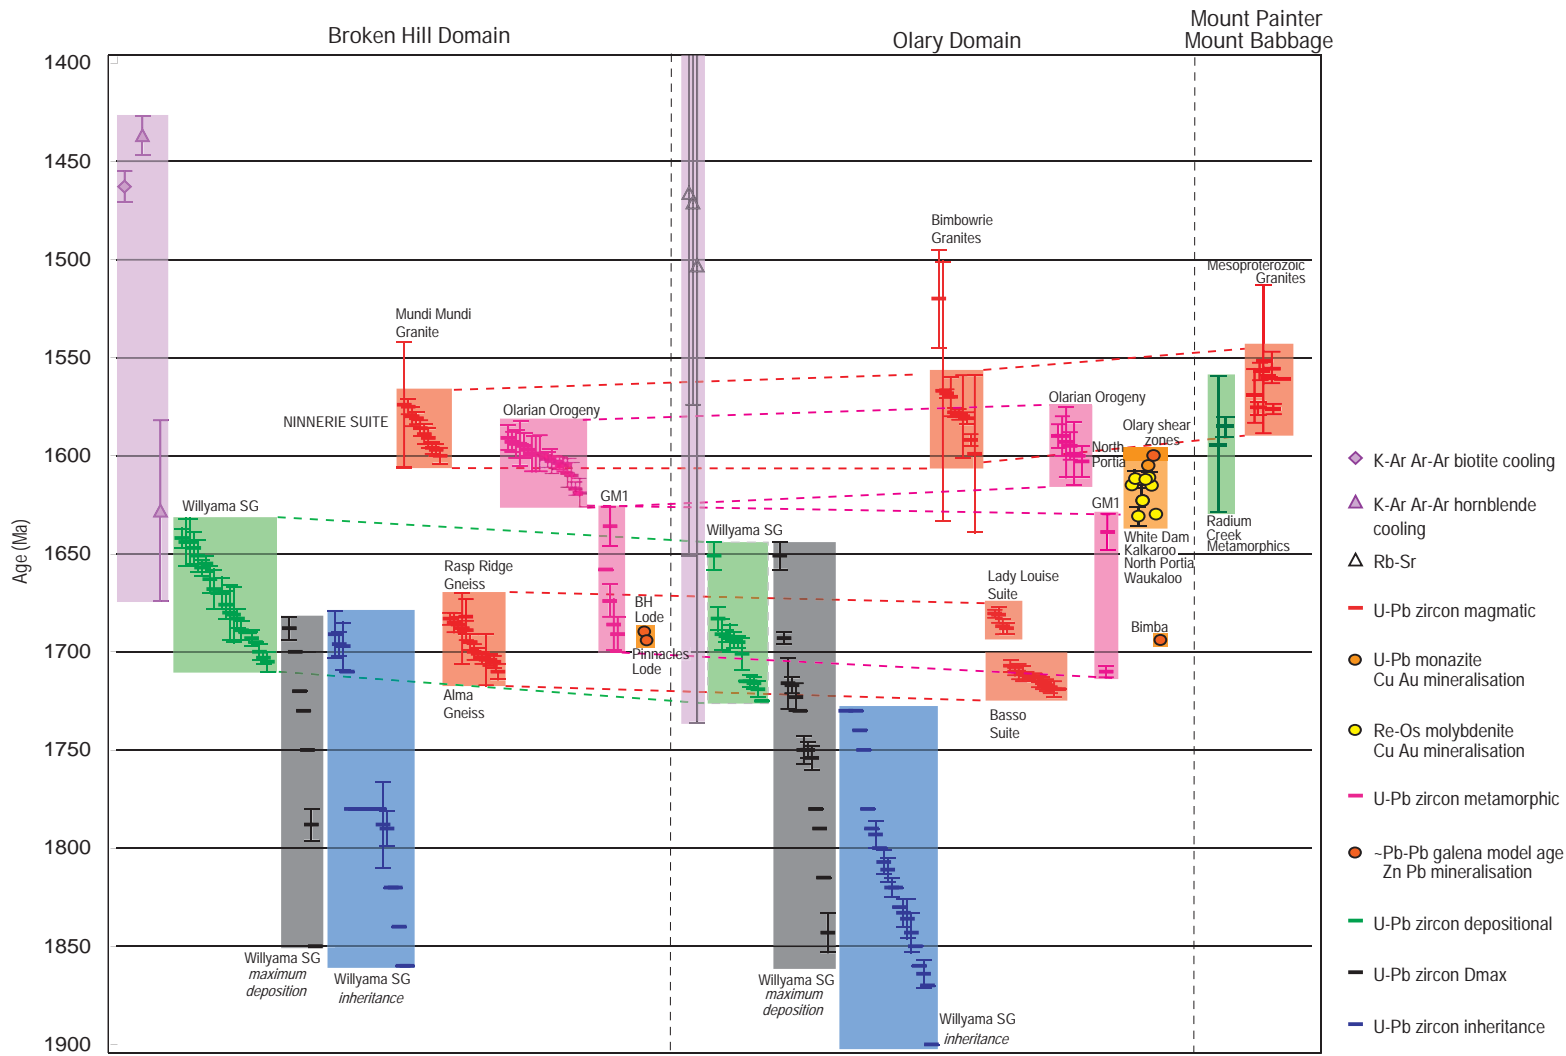 Broken Hill Domain
Olary Domain
Mount Painter
Mount Babbage
Age (Ma)
1400
1450
1500
1550
1600
1650
1700
1750
1800
1850
1900
Mundi Mundi
Granite
NINNERIE SUITE
Olarian Orogeny
Willyama SG
GM1
Rasp Ridge
Gneiss
BH
Lode
Pinnacles
Lode
Alma
Gneiss
Willyama SG
maximum
deposition
Willyama SG
inheritance
Bimbowrie
Granites
Olarian Orogeny
Olary shear
zones
North
Portia
GM1
Willyama SG
White Dam
Kalkaroo
North Portia
Waukaloo
Lady Louise
Suite
Bimba
Basso
Suite
Willyama SG
maximum
deposition
Willyama SG
inheritance
Mesoproterozoic
Granites
Radium
Creek
Metamorphics
K-Ar Ar-Ar biotite cooling
K-Ar Ar-Ar hornblende
cooling
Rb-Sr
U-Pb zircon magmatic
U-Pb monazite
Cu Au mineralisation
Re-Os molybdenite
Cu Au mineralisation
U-Pb zircon metamorphic
~Pb-Pb galena model age
Zn Pb mineralisation
U-Pb zircon depositional
U-Pb zircon Dmax
U-Pb zircon inheritance